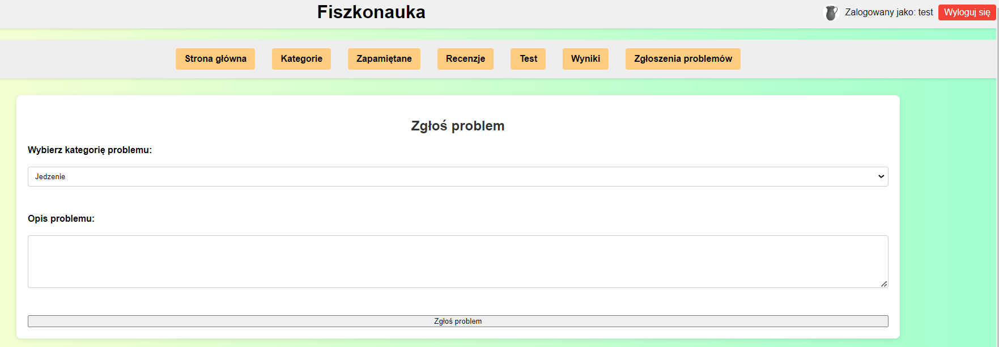 Fiszkonauka
Zalogowany jako: test
Wyloguj się
Strona główna
Kategorie
Zapamiętane
Recenzje
Test
Wyniki
Zgłoszenia problemów
Zgłoś problem
Wybierz kategorię problemu:
Jedzenie
Opis problemu:
Zgłoś problem